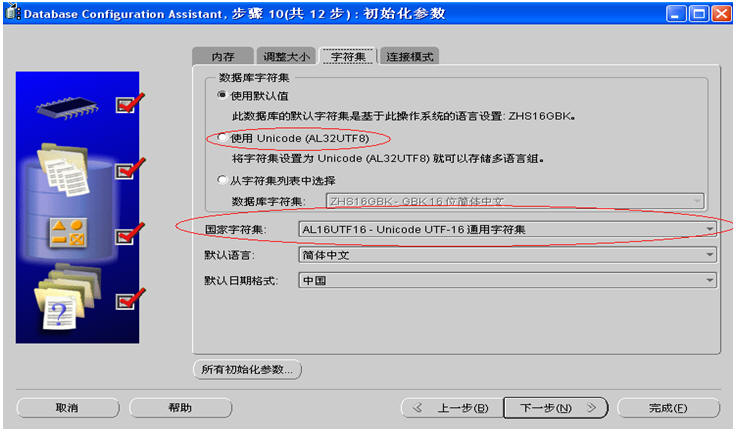 Database Configuration Assistant, 步骤 10(共 12 步) : 初始化参数
内存 调整大小 字符集 连接模式
数据库字符集
使用默认值
此数据库的默认字符集是基于此操作系统的语言设置: ZHS16GBK。
使用 Unicode (AL32UTF8)
将字符集设置为 Unicode (AL32UTF8) 就可以存储多语言组。
从字符集列表中选择
数据库字符集: ZHS16GBK - GBK 16 位简体中文
国家字符集: AL16UTF16 - Unicode UTF-16 通用字符集
默认语言: 简体中文
默认日期格式: 中国
?
所有初始化参数...
取消 帮助 上一步(B) 下一步(N) 完成(F)